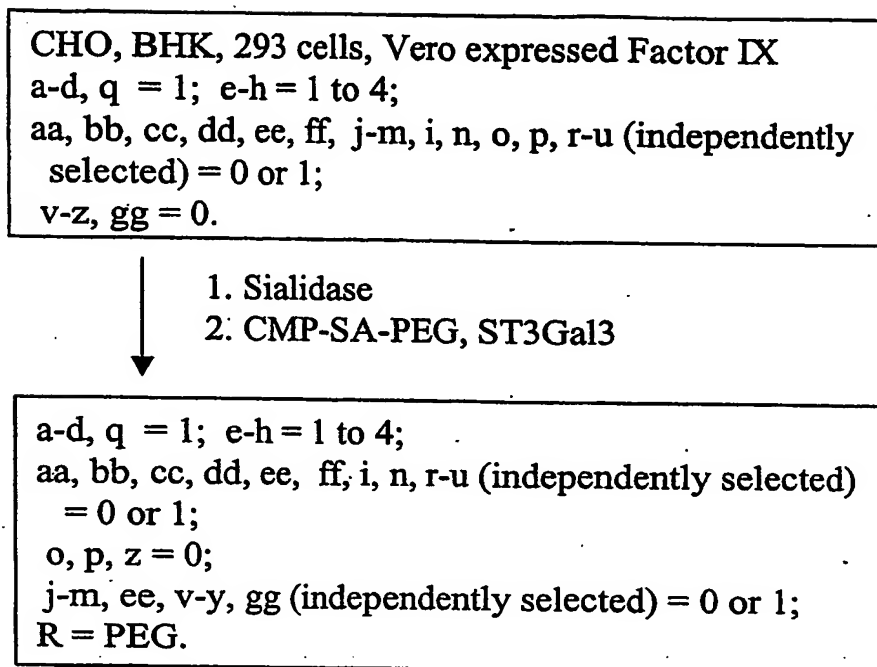 CHO, BHK, 293 cells, Vero expressed Factor IX
a-d, q = 1; e-h = 1 to 4;
aa, bb, cc, dd, ee, ff, j-m, i, n, o, p, r-u (independently
selected) = 0 or 1;
v-z, gg = 0.
1. Sialidase
2. CMP-SA-PEG, ST3Gal3
a-d, q = 1; e-h = 1 to 4;
aa, bb, cc, dd, ee, ff, i, n, r-u (independently selected)
= 0 or 1;
o, p, z = 0;
j-m, ee, v-y, gg (independently selected) = 0 or 1;
R = PEG.